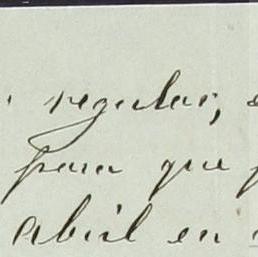 regular;
para que
abril en